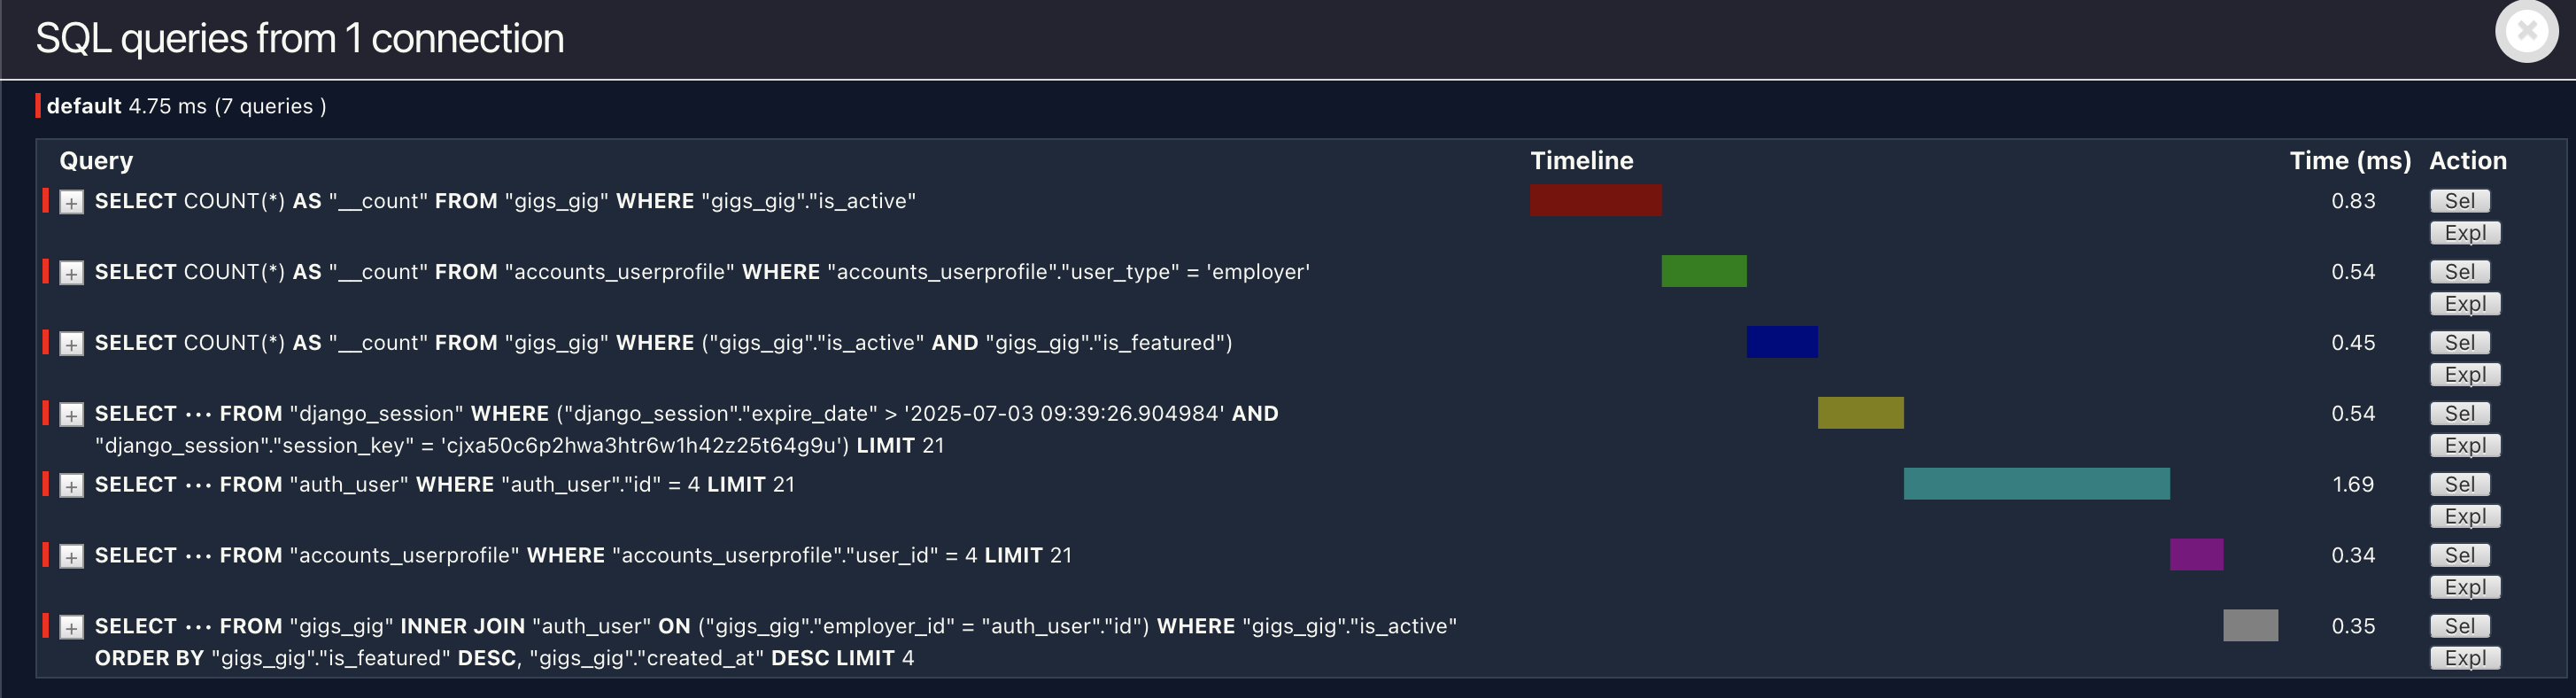 SQL queries from 1 connection
default 4.75 ms (7 queries )
Query Timeline Time (ms) Action
+ SELECT COUNT(*) AS "__count" FROM "gigs_gig" WHERE "gigs_gig"."is_active" 0.83 Sel
Expl
+ SELECT COUNT(*) AS "__count" FROM "accounts_userprofile" WHERE "accounts_userprofile"."user_type" = 'employer' 0.54 Sel
Expl
+ SELECT COUNT(*) AS "__count" FROM "gigs_gig" WHERE ("gigs_gig"."is_active" AND "gigs_gig"."is_featured") 0.45 Sel
Expl
+ SELECT ••• FROM "django_session" WHERE ("django_session"."expire_date" > '2025-07-03 09:39:26.904984' AND 0.54 Sel
"django_session"."session_key" = 'cjxa50c6p2hwa3htr6w1h42z25t64g9u') LIMIT 21 Expl
+ SELECT ••• FROM "auth_user" WHERE "auth_user"."id" = 4 LIMIT 21 1.69 Sel
Expl
+ SELECT ••• FROM "accounts_userprofile" WHERE "accounts_userprofile"."user_id" = 4 LIMIT 21 0.34 Sel
Expl
+ SELECT ••• FROM "gigs_gig" INNER JOIN "auth_user" ON ("gigs_gig"."employer_id" = "auth_user"."id") WHERE "gigs_gig"."is_active" 0.35 Sel
ORDER BY "gigs_gig"."is_featured" DESC, "gigs_gig"."created_at" DESC LIMIT 4 Expl